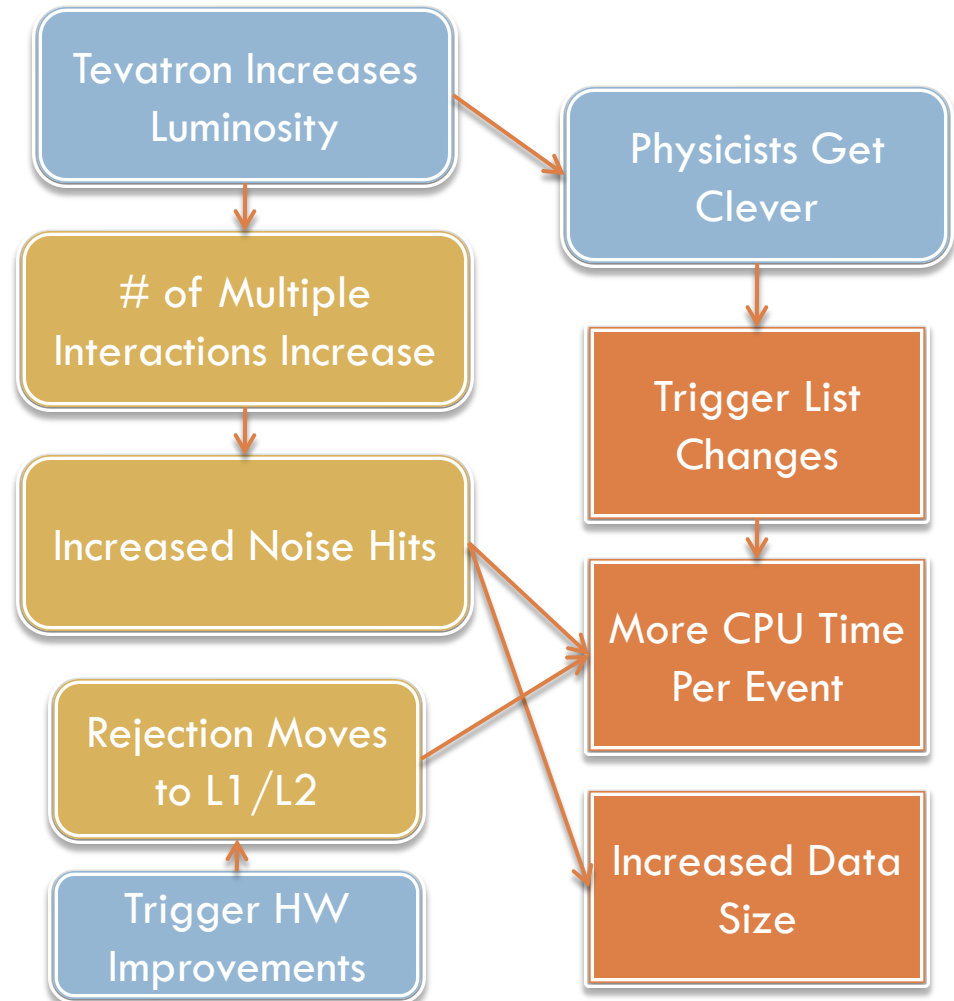 Tevatron Increases
Luminosity
Physicists Get
Clever
# of Multiple
Interactions Increase
Trigger List
Changes
Increased Noise Hits
More CPU Time
Per Event
Rejection Moves
to L1/L2
Increased Data
Size
Trigger HW
Improvements